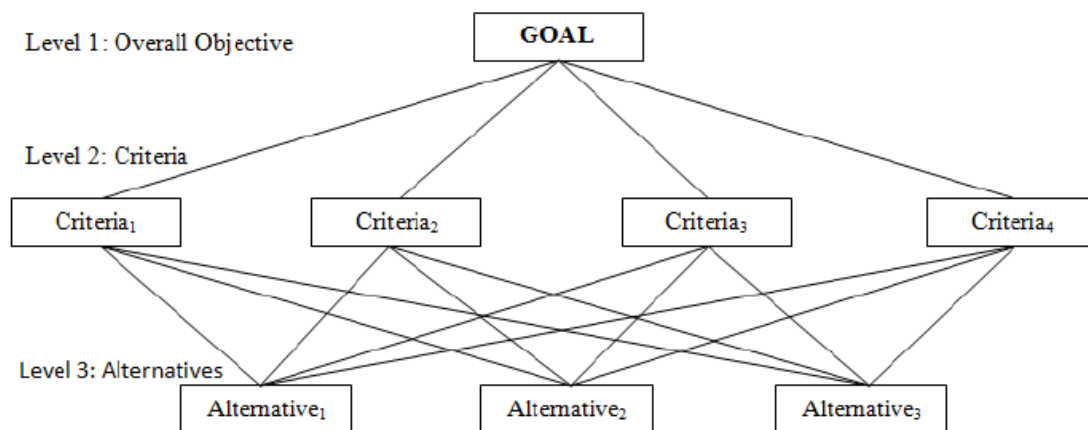 GOAL
Level 1: Overall Objective
Level 2: Criteria
Criteria₁
Criteria₂
Criteria₃
Criteria₄
Level 3: Alternatives
Alternative₁
Alternative₂
Alternative₃